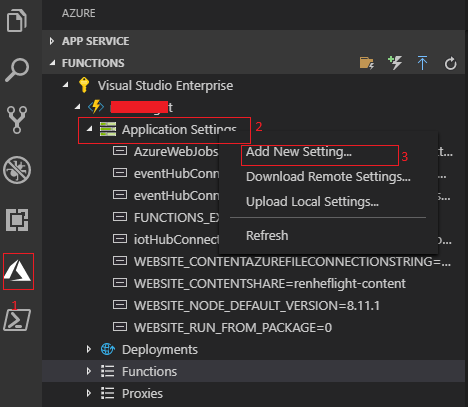 AZURE
APP SERVICE
FUNCTIONS
Visual Studio Enterprise
Application Settings 2
AzureWebJobs
Add New Setting... 3
eventHubConn
Download Remote Settings...
eventHubConn
Upload Local Settings...
FUNCTIONS_EX
iotHubConnect
Refresh
WEBSITE_CONTENTAZUREFILECONNECTIONSTRING=...
1
WEBSITE_CONTENTSHARE=renheflight-content
WEBSITE_NODE_DEFAULT_VERSION=8.11.1
WEBSITE_RUN_FROM_PACKAGE=0
Deployments
Functions
Proxies